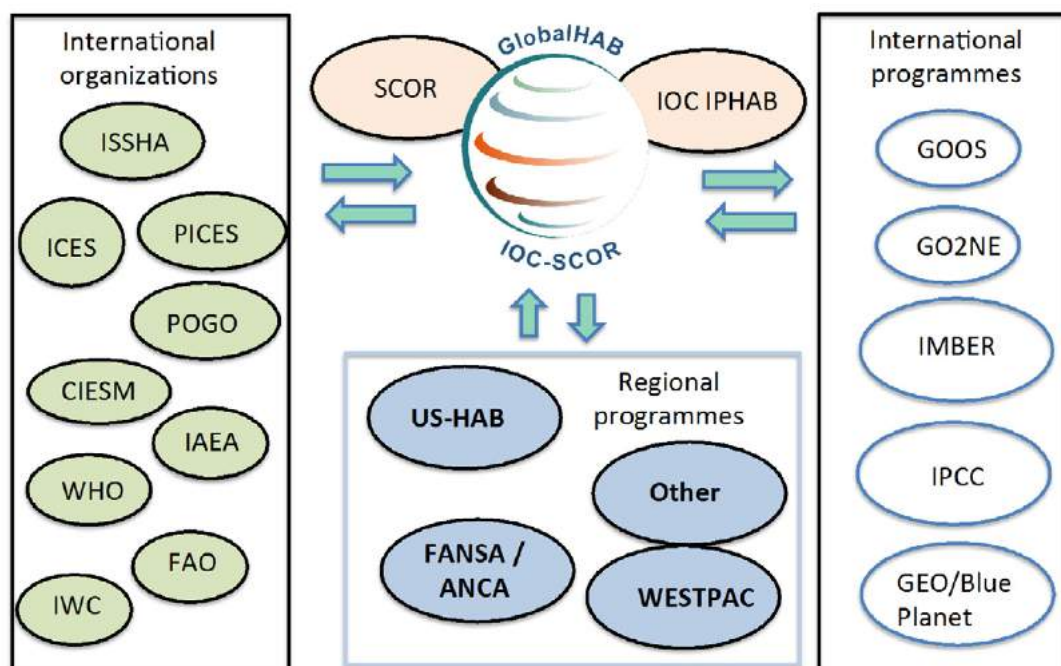 International
organizations
ISSHA
ICES
PICES
POGO
CIESM
IAEA
WHO
FAO
IWC
SCOR
GlobalHAB
IOC-SCOR
IOC IPHAB
Regional
programmes
US-HAB
Other
FANSA /
ANCA
WESTPAC
International
programmes
GOOS
GO2NE
IMBER
IPCC
GEO/Blue
Planet